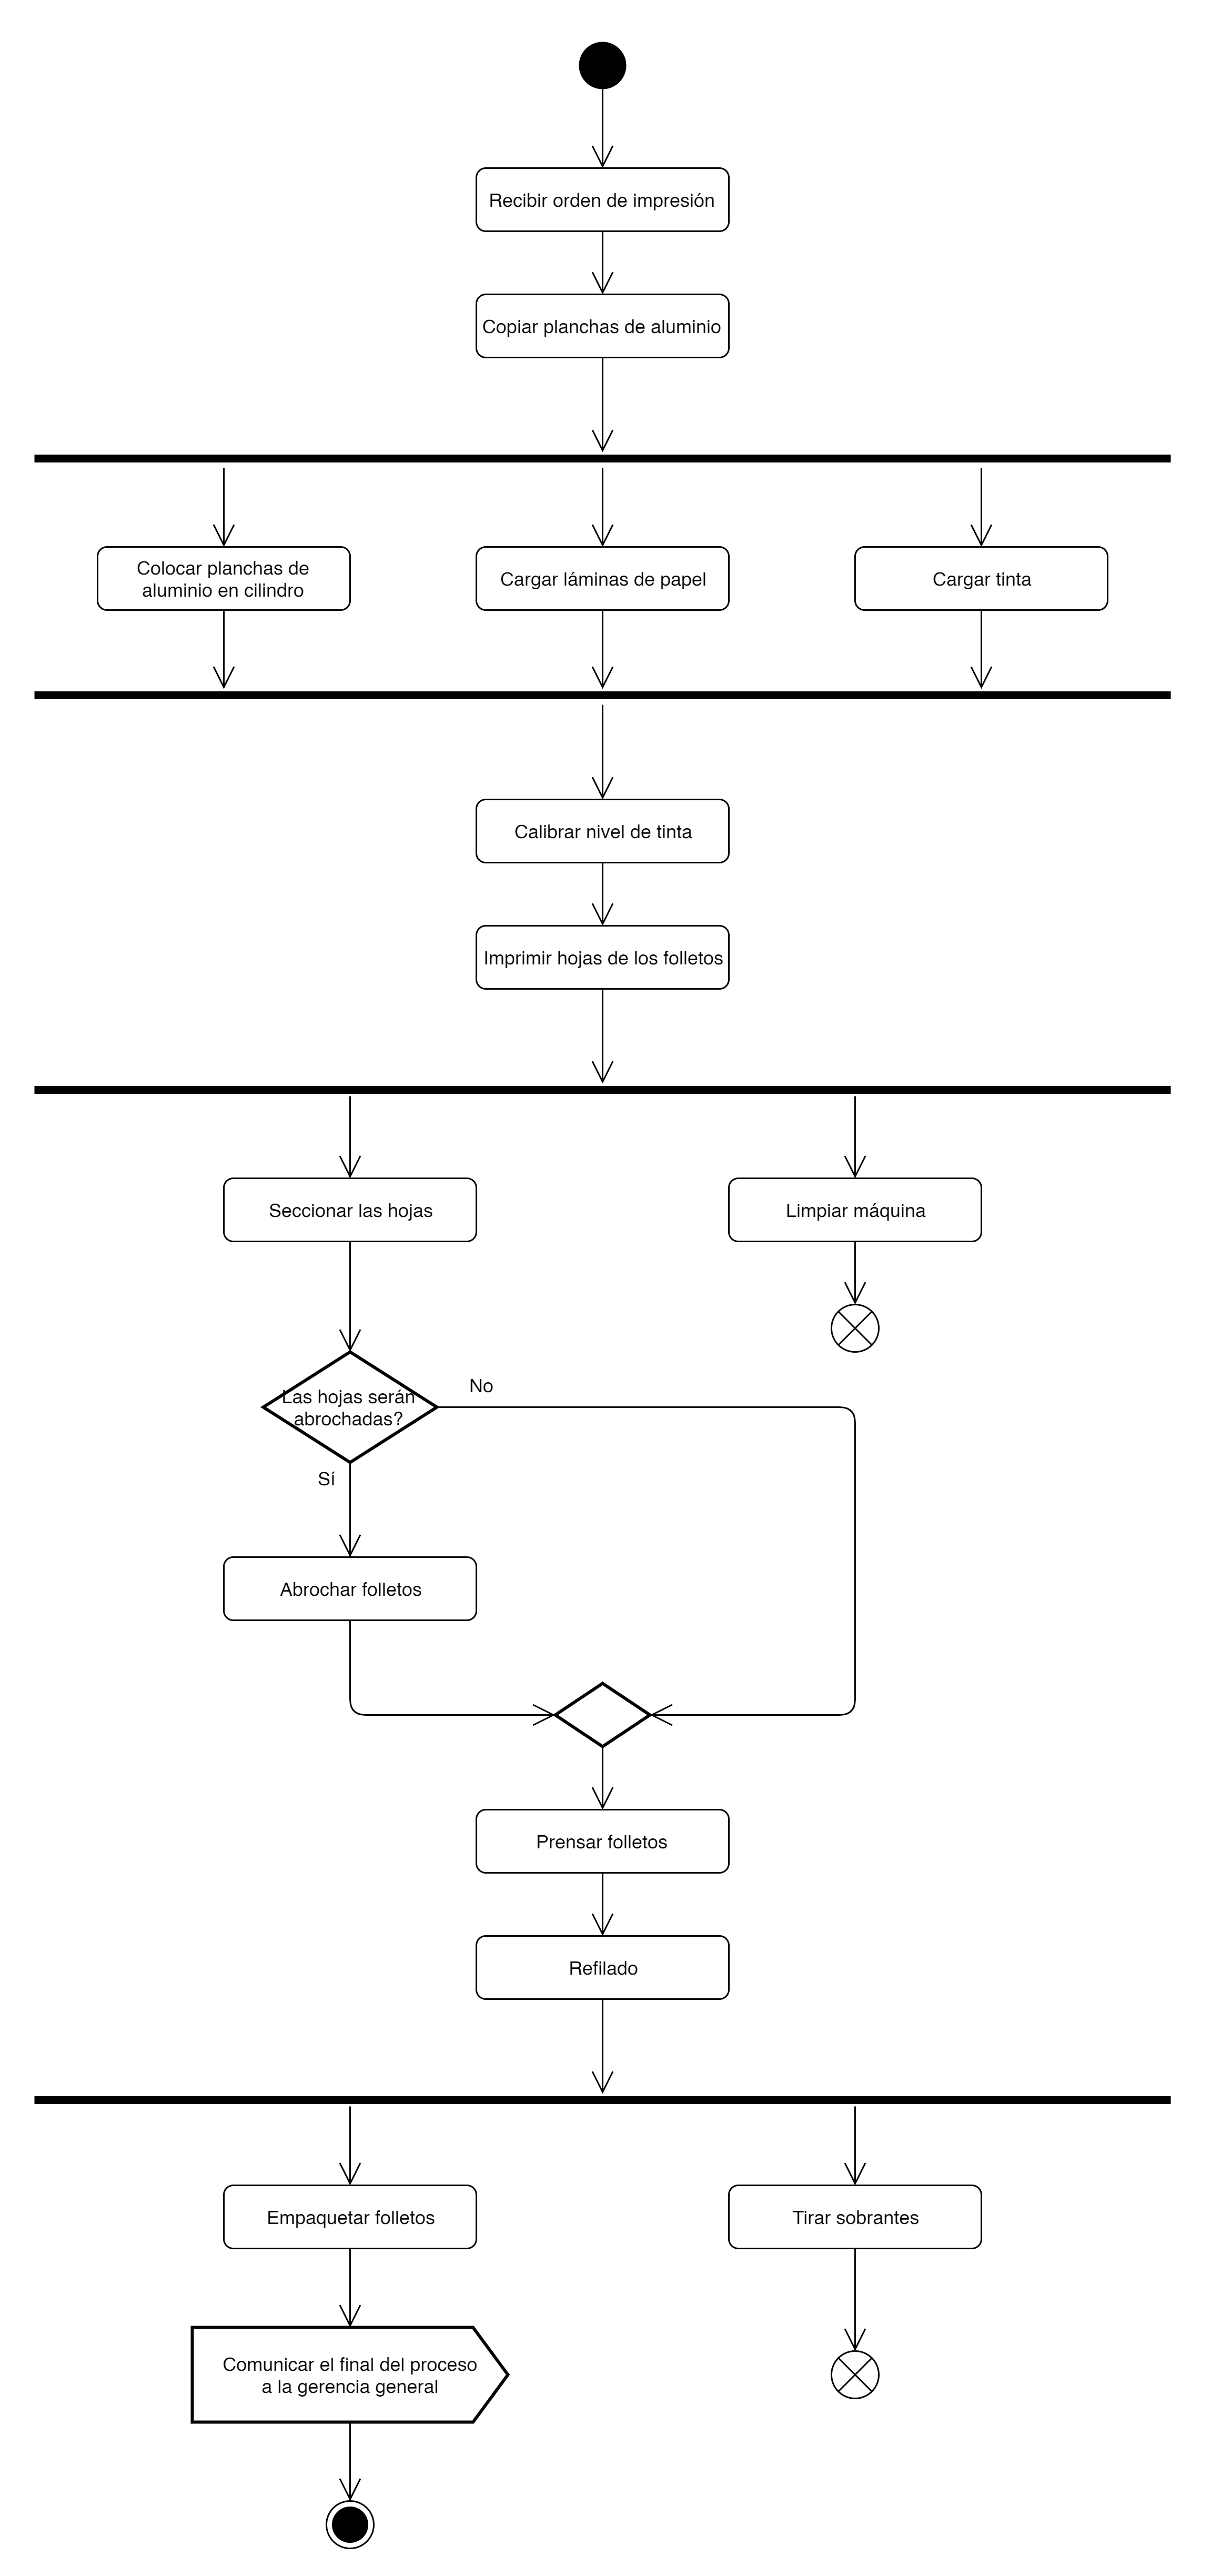 Recibir orden de impresión
Copiar planchas de aluminio
Colocar planchas de
aluminio en cilindro
Cargar láminas de papel
Cargar tinta
Calibrar nivel de tinta
Imprimir hojas de los folletos
Seccionar las hojas
Limpiar máquina
Las hojas serán
abrochadas?
No
Sí
Abrochar folletos
Prensar folletos
Refilado
Empaquetar folletos
Tirar sobrantes
Comunicar el final del proceso
a la gerencia general